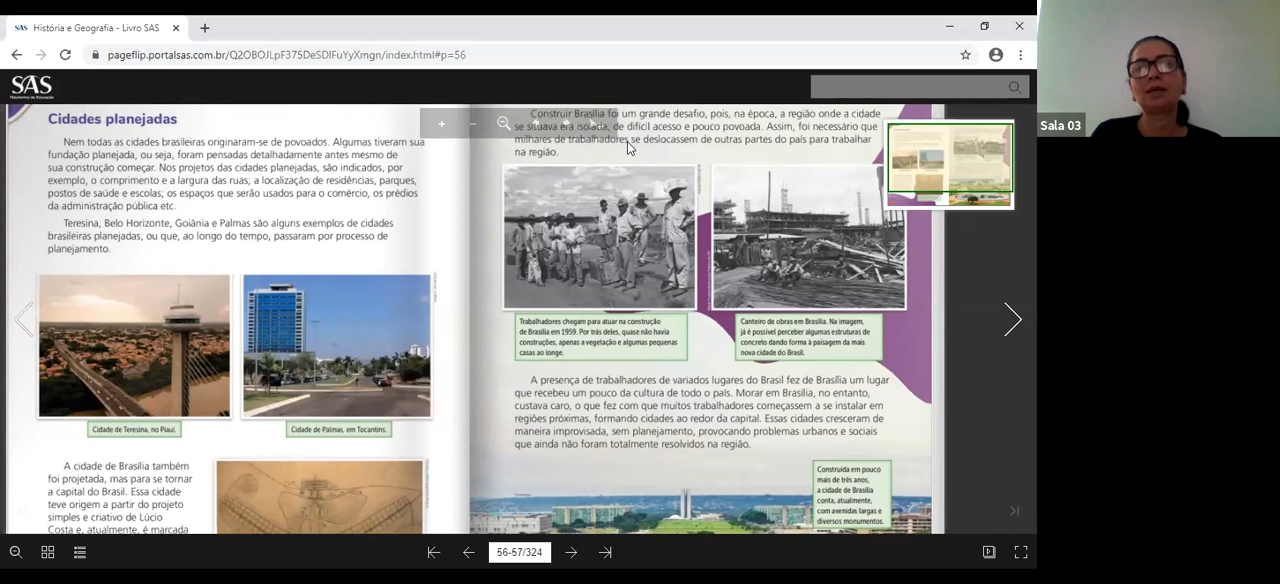 História e Geografia - Livro SAS
pageflip.portalsas.com.br/Q2OBOJLpF375DeSDIFuYyXmgn/index.html#p=56
SAS
Plataforma de Educação
Sala 03
Cidades planejadas
Nem todas as cidades brasileiras originaram-se de povoados. Algumas tiveram sua
fundação planejada, ou seja, foram pensadas detalhadamente antes mesmo de
sua construção começar. Nos projetos das cidades planejadas, são indicados, por
exemplo, o comprimento e a largura das ruas; a localização de residências, parques,
postos de saúde e escolas; os espaços que serão usados para o comércio, os prédios
da administração pública etc.
Teresina, Belo Horizonte, Goiânia e Palmas são alguns exemplos de cidades
brasileiras planejadas, ou que, ao longo do tempo, passaram por processo de
planejamento.
Cidade de Teresina, no Piauí.
Cidade de Palmas, em Tocantins.
A cidade de Brasília também
foi projetada, mas para se tornar
a capital do Brasil. Essa cidade
teve origem a partir do projeto
simples e criativo de Lúcio
Costa e, atualmente, é marcada
Construir Brasília foi um grande desafio, pois, na época, a região onde a cidade
se situava era isolada, de difícil acesso e pouco povoada. Assim, foi necessário que
milhares de trabalhadores se deslocassem de outras partes do país para trabalhar
na região.
Trabalhadores chegam para atuar na construção
de Brasília em 1959. Por trás deles, quase não havia
construções, apenas a vegetação e algumas pequenas
casas ao longe.
Canteiro de obras em Brasília. Na imagem,
já é possível perceber algumas estruturas de
concreto dando forma à paisagem da mais
nova cidade do Brasil.
A presença de trabalhadores de variados lugares do Brasil fez de Brasília um lugar
que recebeu um pouco da cultura de todo o país. Morar em Brasília, no entanto,
custava caro, o que fez com que muitos trabalhadores começassem a se instalar em
regiões próximas, formando cidades ao redor da capital. Essas cidades cresceram de
maneira improvisada, sem planejamento, provocando problemas urbanos e sociais
que ainda não foram totalmente resolvidos na região.
Construída em pouco
mais de três anos,
a cidade de Brasília
conta, atualmente,
com avenidas largas e
diversos monumentos.
56-57/324